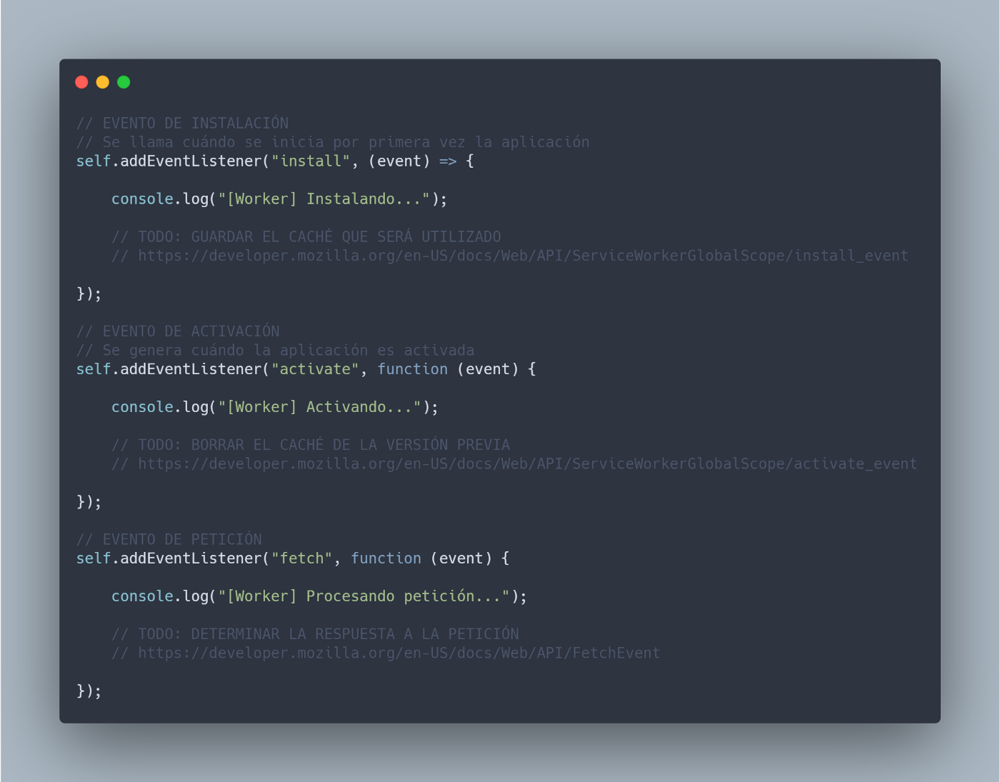 // EVENTO DE INSTALACIÓN
// Se llama cuándo se inicia por primera vez la aplicación
self.addEventListener("install", (event) => {
console.log("[Worker] Instalando...");
// TODO: GUARDAR EL CACHÉ QUE SERÁ UTILIZADO
// https://developer.mozilla.org/en-US/docs/Web/API/ServiceWorkerGlobalScope/install_event
});
// EVENTO DE ACTIVACIÓN
// Se genera cuándo la aplicación es activada
self.addEventListener("activate", function (event) {
console.log("[Worker] Activando...");
// TODO: BORRAR EL CACHÉ DE LA VERSIÓN PREVIA
// https://developer.mozilla.org/en-US/docs/Web/API/ServiceWorkerGlobalScope/activate_event
});
// EVENTO DE PETICIÓN
self.addEventListener("fetch", function (event) {
console.log("[Worker] Procesando petición...");
// TODO: DETERMINAR LA RESPUESTA A LA PETICIÓN
// https://developer.mozilla.org/en-US/docs/Web/API/FetchEvent
});